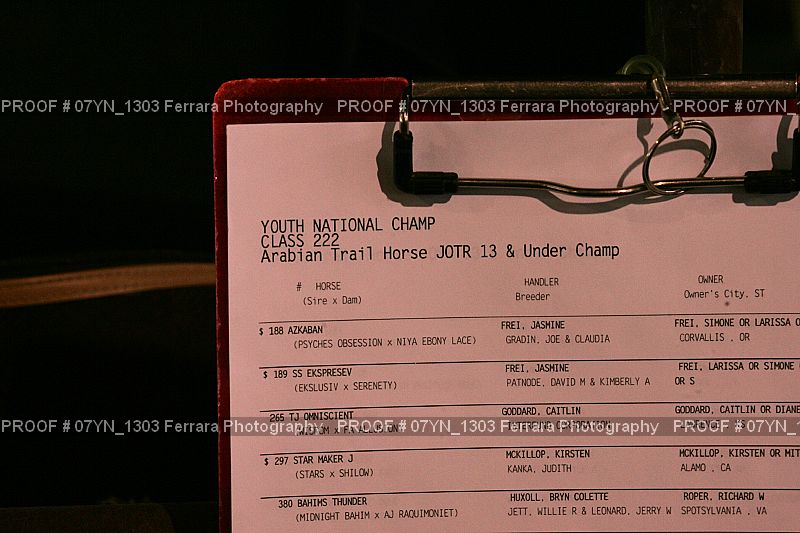 PROOF # 07YN_1303 Ferrara Photography PROOF # 07YN_1303 Ferrara Photography PROOF # 07YN_1
YOUTH NATIONAL CHAMP
CLASS 222
Arabian Trail Horse JOTR 13 & Under Champ
# HORSE HANDLER OWNER
(Sire x Dam) Breeder Owner's City, ST
$ 188 AZKABAN FREI, JASMINE FREI, SIMONE OR LARISSA O
(PSYCHES OBSESSION x NIYA EBONY LACE) GRADIN, JOE & CLAUDIA CORVALLIS , OR
$ 189 SS EKSPRESEV FREI, JASMINE FREI, LARISSA OR SIMONE
(EKSLUSIV x SERENETY) PATNODE, DAVID M & KIMBERLY A OR S
265 TJ OMNISCIENT GODDARD, CAITLIN GODDARD, CAITLIN OR DIANE
PROOF # 07YN_1303 Ferrara Photography PROOF # 07YN_1303 Ferrara Photography PROOF # 07YN_1
$ 297 STAR MAKER J MCKILLOP, KIRSTEN MCKILLOP, KIRSTEN OR MIT
(STARS x SHILOW) KANKA, JUDITH ALAMO , CA
380 BAHIMS THUNDER HUXOLL, BRYN COLETTE ROPER, RICHARD W
(MIDNIGHT BAHIM x AJ RAQUIMONIET) JETT, WILLIE R & LEONARD, JERRY W SPOTSYLVANIA , VA